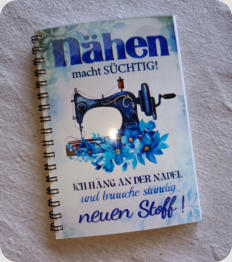 Nähen
macht SÜCHTIG!
ICH HÄNG AN DER NADEL
und brauche ständig
neuen Stoff!